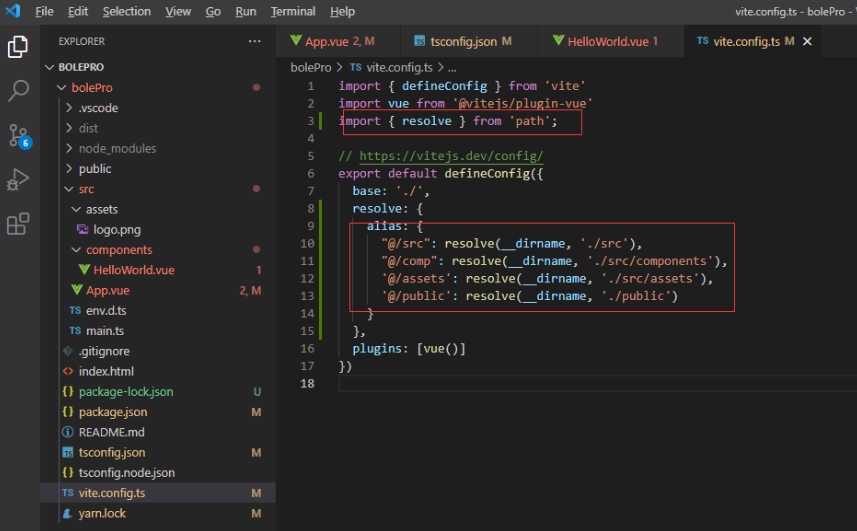 File Edit Selection View Go Run Terminal Help vite.config.ts - bolePro - V
EXPLORER ...
App.vue 2, M tsconfig.json M HelloWorld.vue 1 TS vite.config.ts M
BOLEPRO
bolePro > TS vite.config.ts > ...
bolePro
.vscode
dist
node_modules
public
src
assets
logo.png
components
HelloWorld.vue 1
App.vue 2, M
TS env.d.ts
TS main.ts
.gitignore
index.html
{} package-lock.json U
{} package.json M
README.md
TS tsconfig.json M
{} tsconfig.node.json
TS vite.config.ts M
yarn.lock M
6
1 import { defineConfig } from 'vite'
2 import vue from '@vitejs/plugin-vue'
3 import { resolve } from 'path';
4
5 // https://vitejs.dev/config/
6 export default defineConfig({
7 base: './',
8 resolve: {
9 alias: {
10 "@/src": resolve(__dirname, './src'),
11 "@/comp": resolve(__dirname, './src/components'),
12 '@/assets': resolve(__dirname, './src/assets'),
13 '@/public': resolve(__dirname, './public')
14 }
15 },
16 plugins: [vue()]
17 })
18